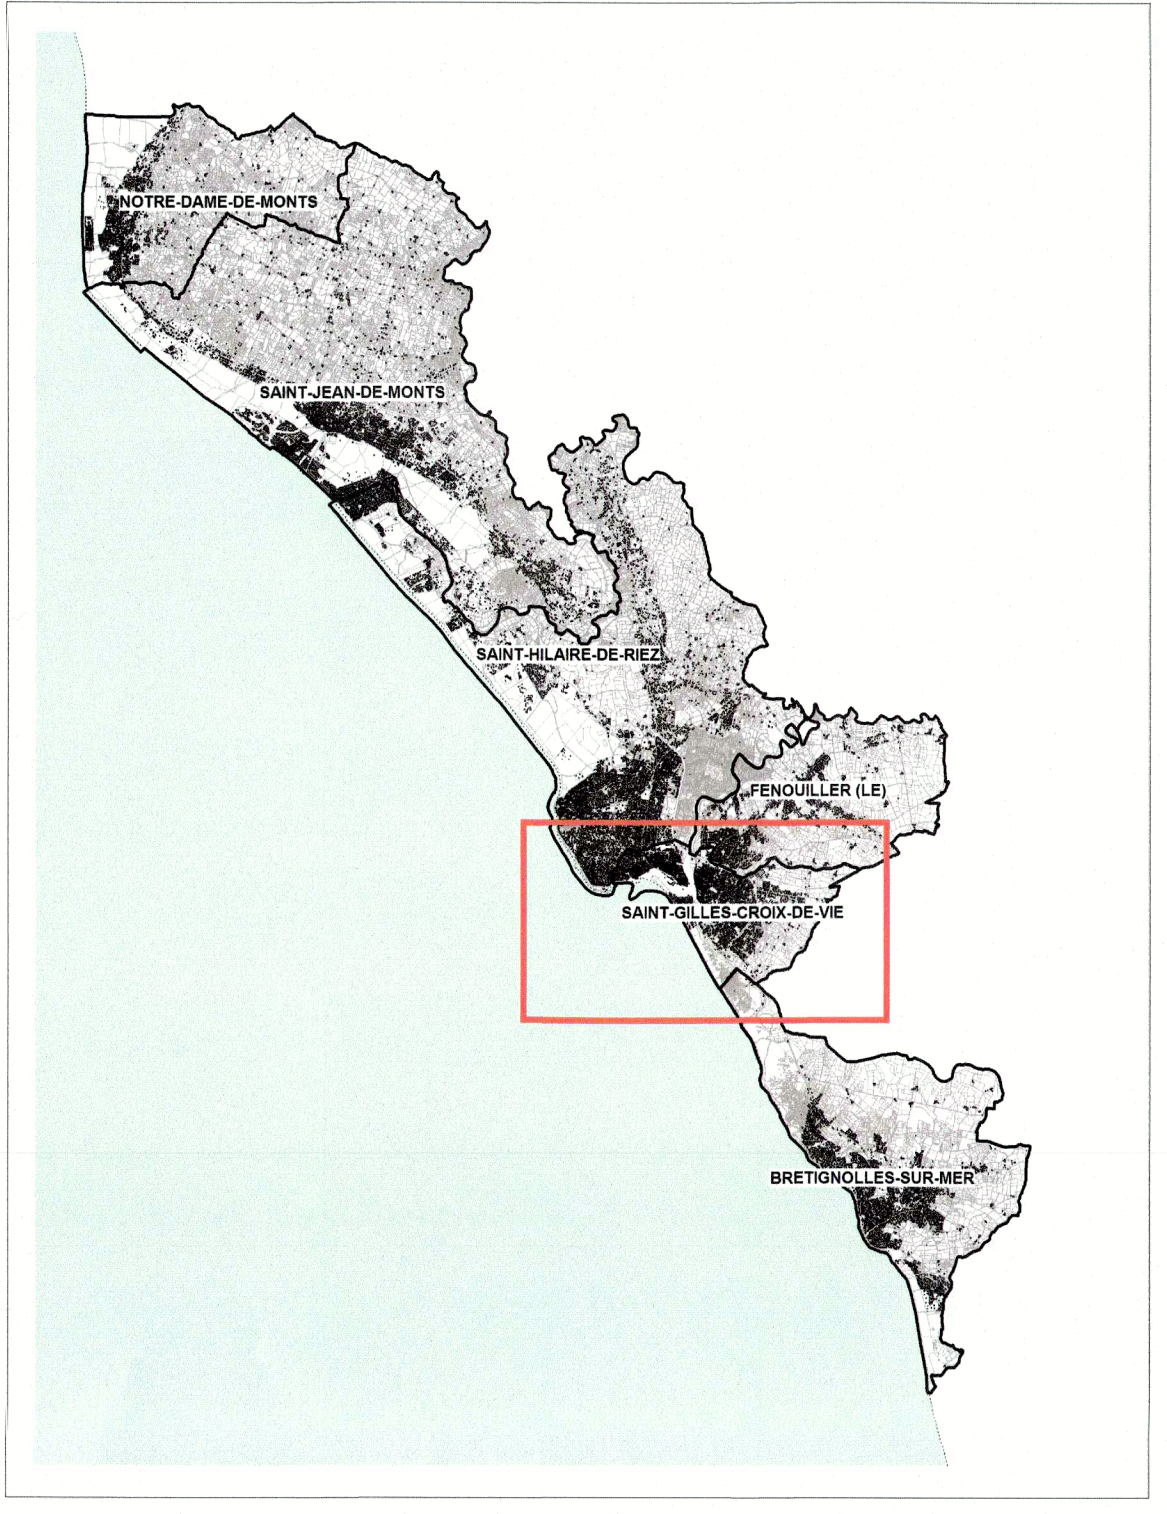 NOTRE-DAME-DE-MONTS
SAINT-JEAN-DE-MONTS
SAINT-HILAIRE-DE-RIEZ
FENOUILLER (LE)
SAINT-GILLES-CROIX-DE-VIE
BRETIGNOLLES-SUR-MER